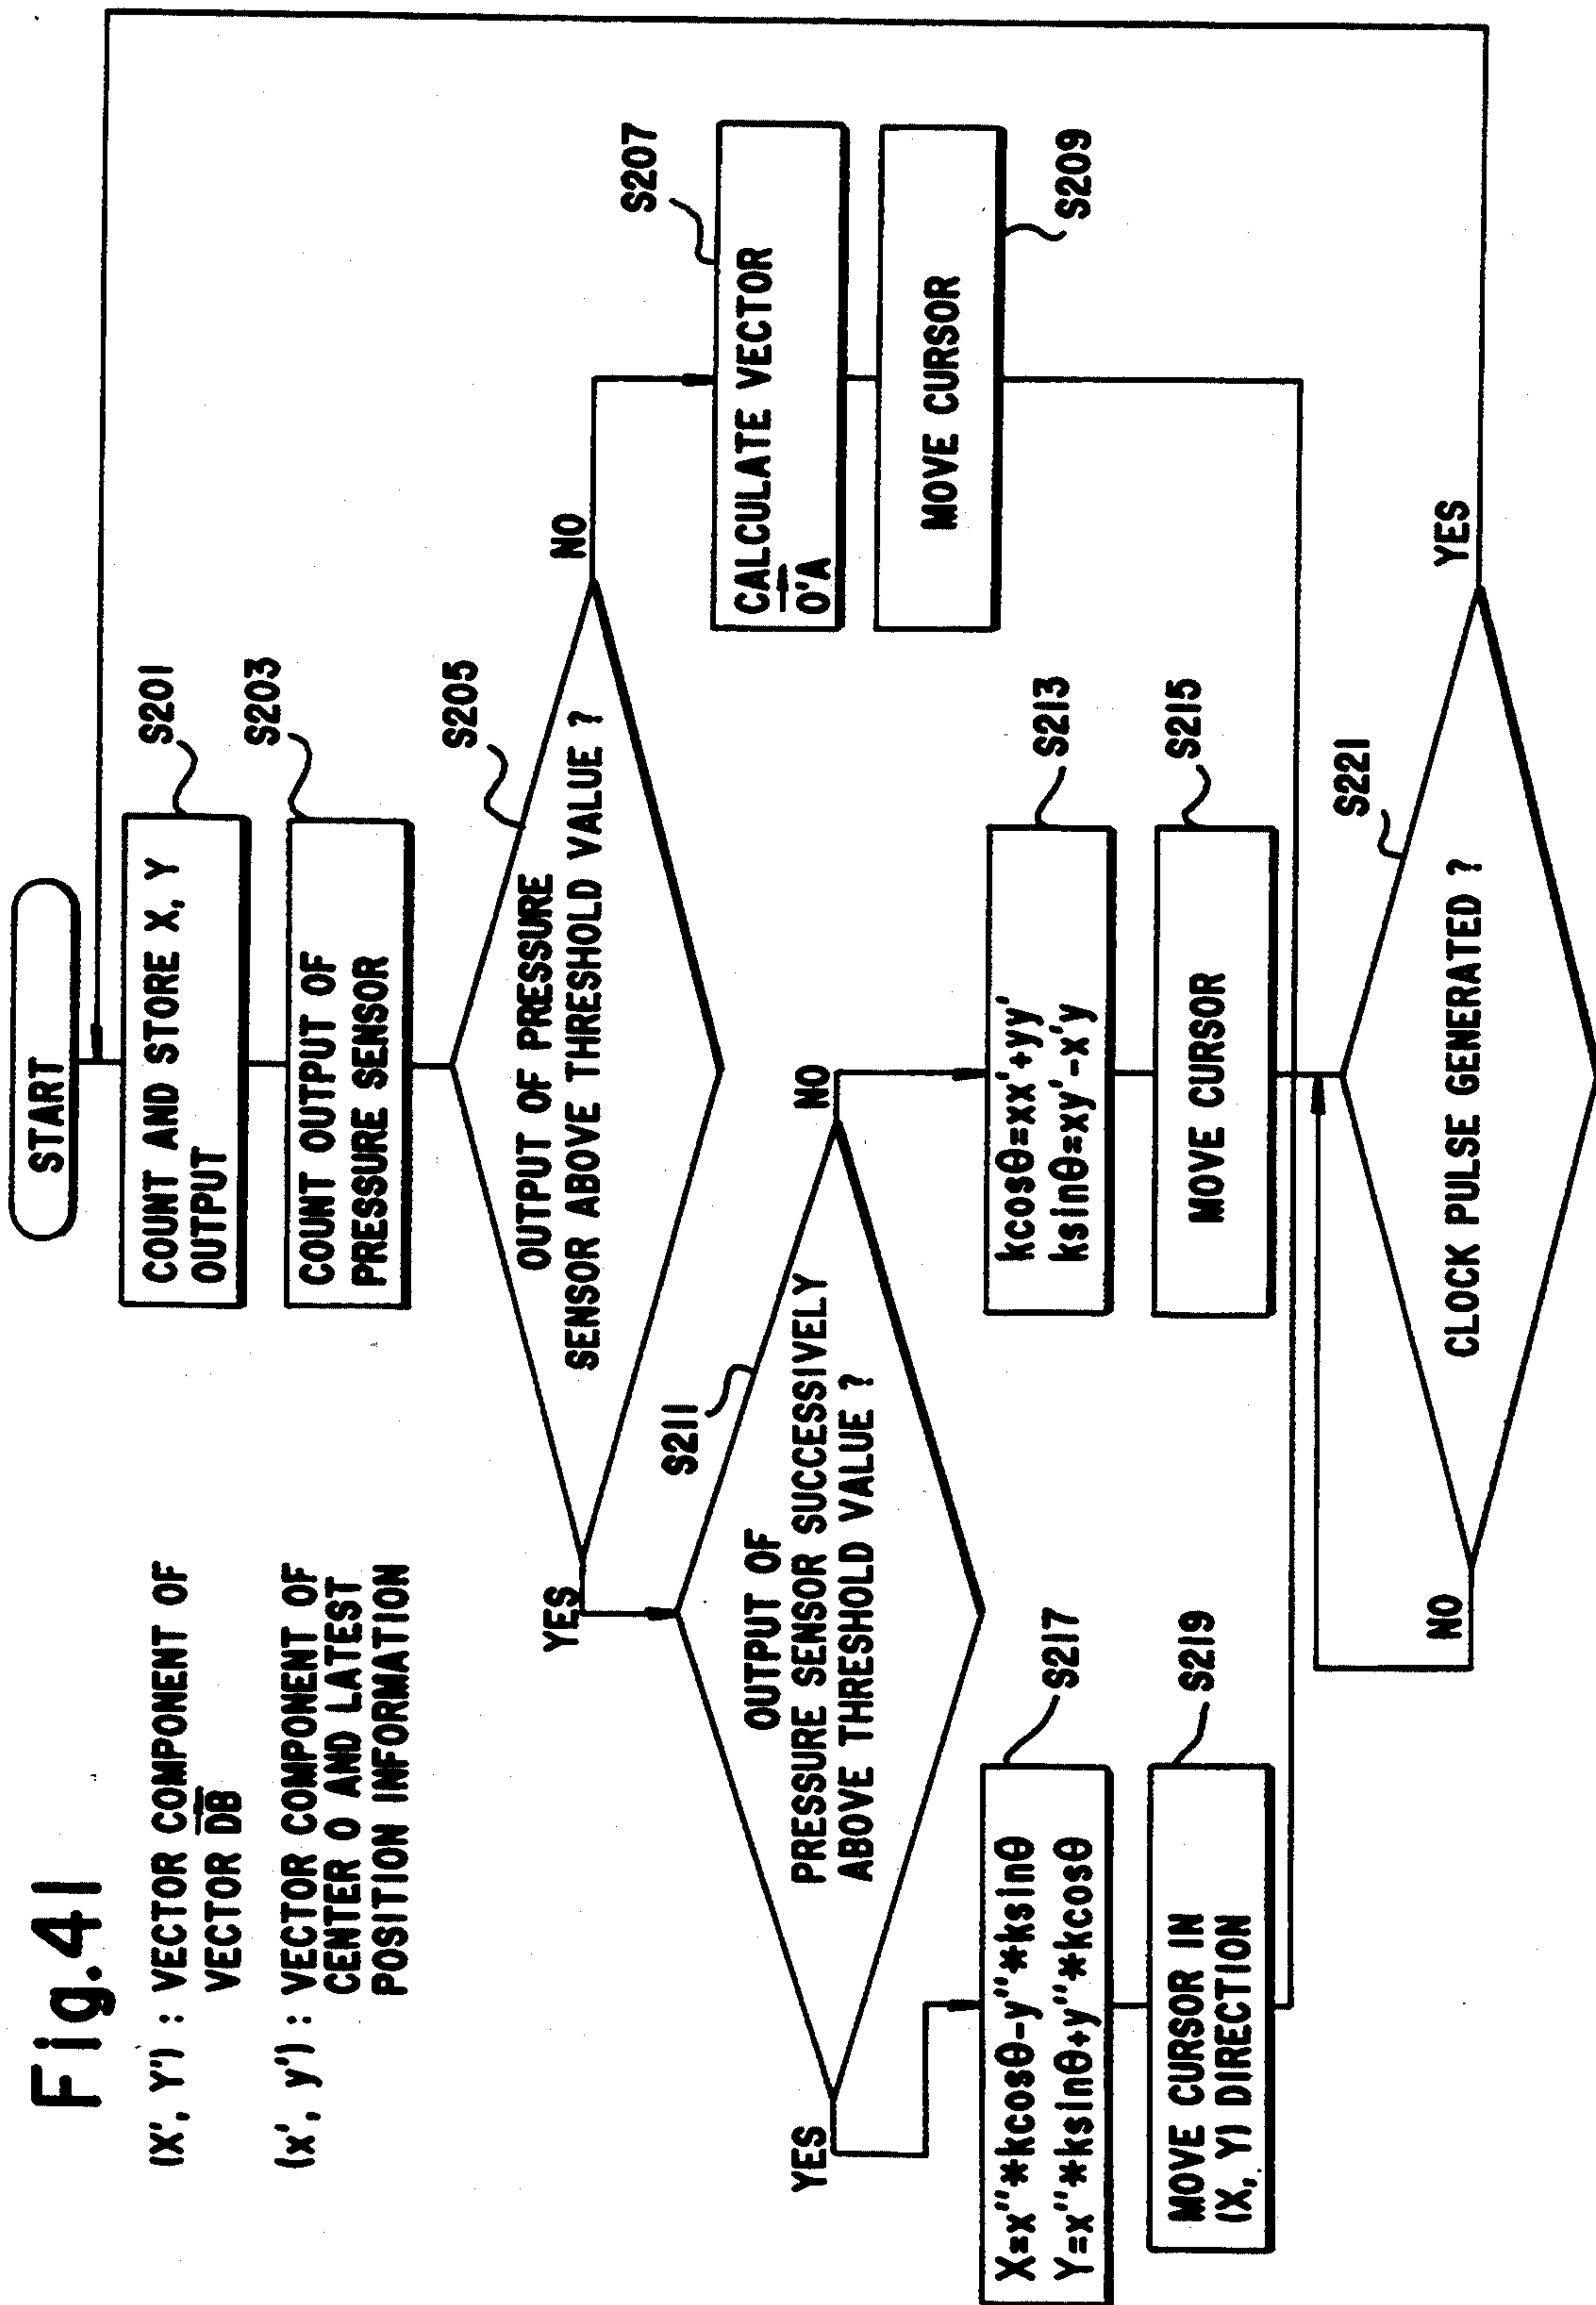 Fig.41
(X', Y') : VECTOR COMPONENT OF
VECTOR DB
(x', y') : VECTOR COMPONENT OF
CENTER O AND LATEST
POSITION INFORMATION
START
COUNT AND STORE X, Y
OUTPUT
S201
COUNT OUTPUT OF
PRESSURE SENSOR
S203
OUTPUT OF PRESSURE
SENSOR ABOVE THRESHOLD VALUE ?
S205
YES
NO
CALCULATE VECTOR
O'A
S207
MOVE CURSOR
S209
S211
OUTPUT OF
PRESSURE SENSOR SUCCESSIVELY
ABOVE THRESHOLD VALUE ?
YES
NO
kcosθ=xx'+yy'
ksinθ=xy'-x'y
S213
MOVE CURSOR
S215
X=x''*kcosθ-y''*ksinθ
Y=x''*ksinθ+y''*kcosθ
S217
MOVE CURSOR IN
(X, Y) DIRECTION
S219
CLOCK PULSE GENERATED ?
S221
NO
YES